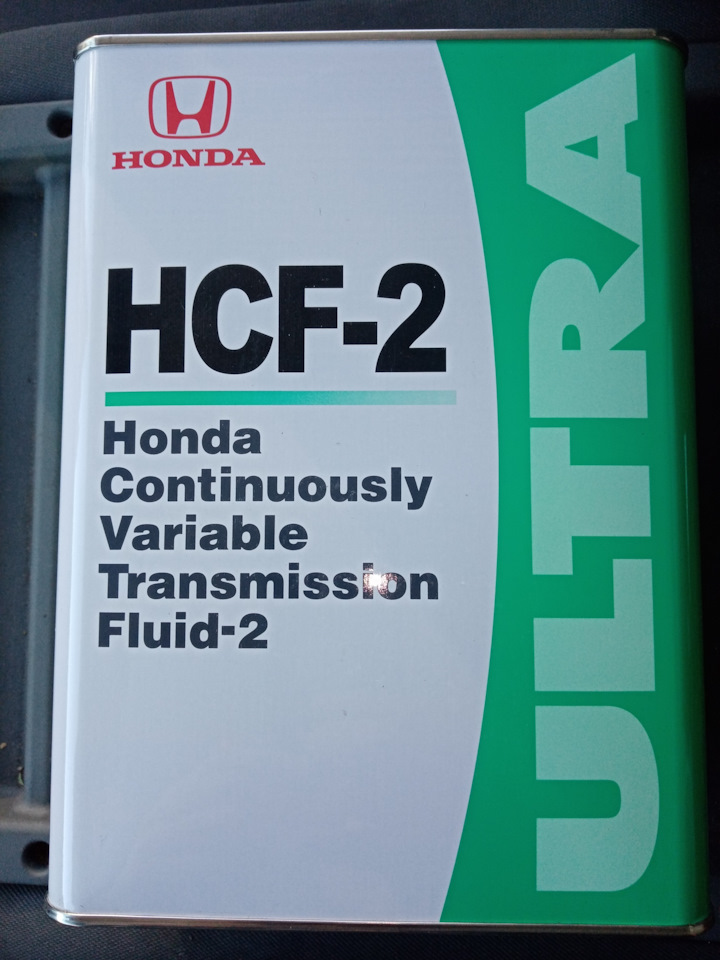 HONDA
HCF-2
Honda
Continuously
Variable
Transmission
Fluid-2
ULTRA